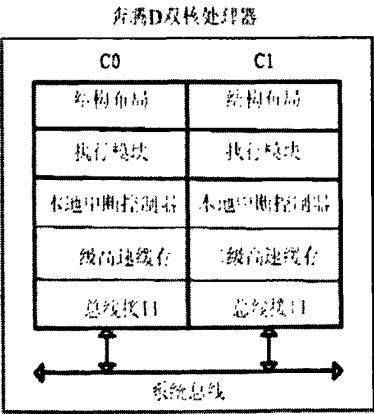 奔腾D双核处理器
C0 C1
结构布局 结构布局
执行模块 执行模块
本地中断控制器 本地中断控制器
二级高速缓存 二级高速缓存
总线接口 总线接口
系统总线